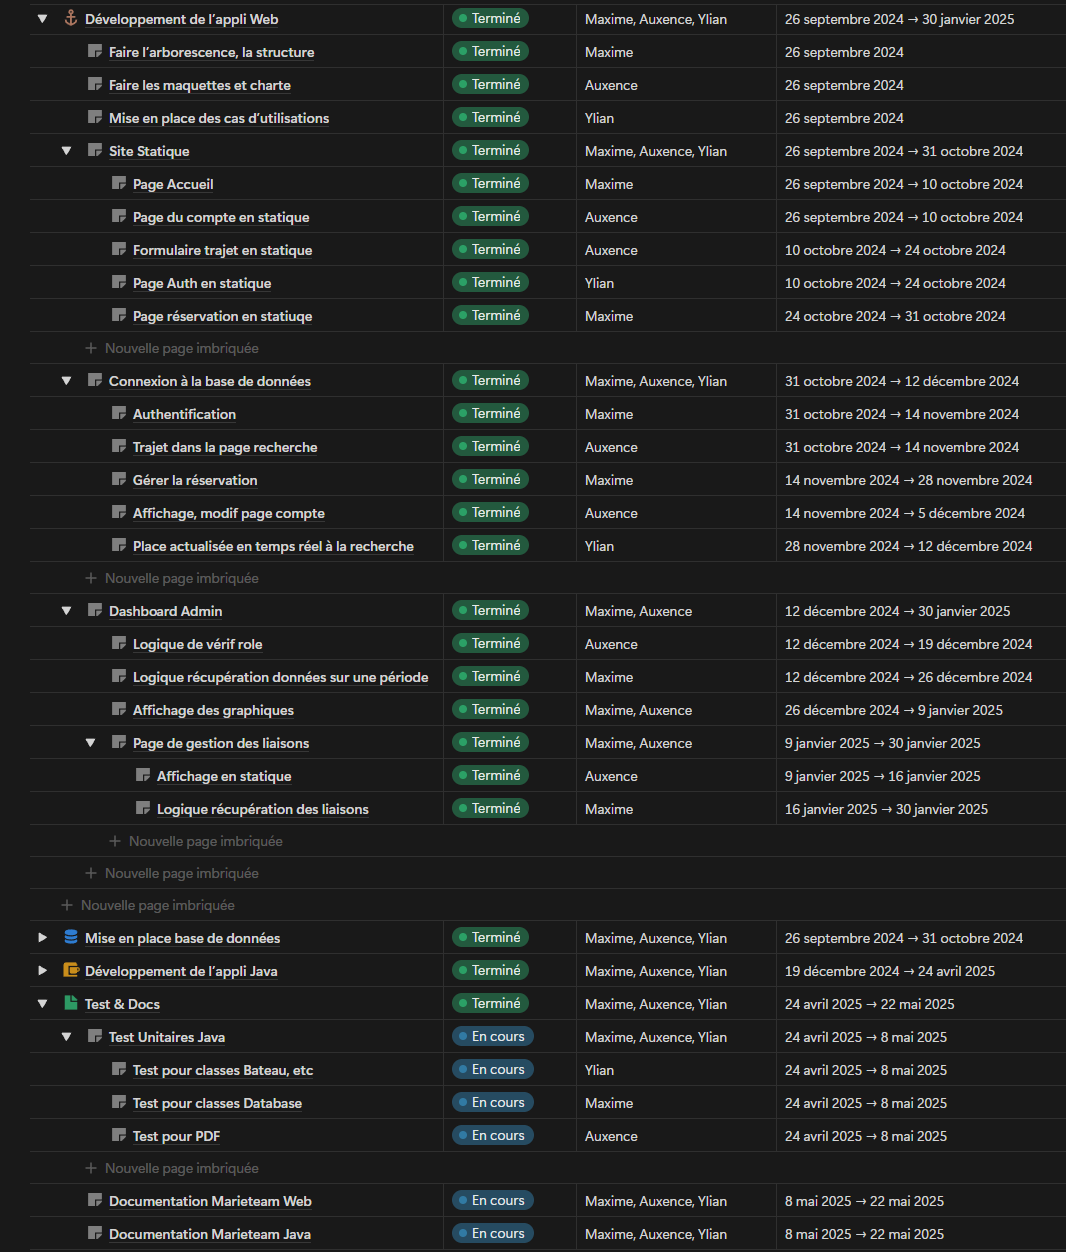 Développement de l'appli Web Terminé Maxime, Auxence, Ylian 26 septembre 2024 → 30 janvier 2025
Faire l'arborescence, la structure Terminé Maxime 26 septembre 2024
Faire les maquettes et charte Terminé Auxence 26 septembre 2024
Mise en place des cas d'utilisations Terminé Ylian 26 septembre 2024
Site Statique Terminé Maxime, Auxence, Ylian 26 septembre 2024 → 31 octobre 2024
Page Accueil Terminé Maxime 26 septembre 2024 → 10 octobre 2024
Page du compte en statique Terminé Auxence 26 septembre 2024 → 10 octobre 2024
Formulaire trajet en statique Terminé Auxence 10 octobre 2024 → 24 octobre 2024
Page Auth en statique Terminé Ylian 10 octobre 2024 → 24 octobre 2024
Page réservation en statiuqe Terminé Maxime 24 octobre 2024 → 31 octobre 2024
+ Nouvelle page imbriquée
Connexion à la base de données Terminé Maxime, Auxence, Ylian 31 octobre 2024 → 12 décembre 2024
Authentification Terminé Maxime 31 octobre 2024 → 14 novembre 2024
Trajet dans la page recherche Terminé Auxence 31 octobre 2024 → 14 novembre 2024
Gérer la réservation Terminé Maxime 14 novembre 2024 → 28 novembre 2024
Affichage, modif page compte Terminé Auxence 14 novembre 2024 → 5 décembre 2024
Place actualisée en temps réel à la recherche Terminé Ylian 28 novembre 2024 → 12 décembre 2024
+ Nouvelle page imbriquée
Dashboard Admin Terminé Maxime, Auxence 12 décembre 2024 → 30 janvier 2025
Logique de vérif role Terminé Auxence 12 décembre 2024 → 19 décembre 2024
Logique récupération données sur une période Terminé Maxime 12 décembre 2024 → 26 décembre 2024
Affichage des graphiques Terminé Maxime, Auxence 26 décembre 2024 → 9 janvier 2025
Page de gestion des liaisons Terminé Maxime, Auxence 9 janvier 2025 → 30 janvier 2025
Affichage en statique Terminé Auxence 9 janvier 2025 → 16 janvier 2025
Logique récupération des liaisons Terminé Maxime 16 janvier 2025 → 30 janvier 2025
+ Nouvelle page imbriquée
+ Nouvelle page imbriquée
+ Nouvelle page imbriquée
Mise en place base de données Terminé Maxime, Auxence, Ylian 26 septembre 2024 → 31 octobre 2024
Développement de l'appli Java Terminé Maxime, Auxence, Ylian 19 décembre 2024 → 24 avril 2025
Test & Docs Terminé Maxime, Auxence, Ylian 24 avril 2025 → 22 mai 2025
Test Unitaires Java En cours Maxime, Auxence, Ylian 24 avril 2025 → 8 mai 2025
Test pour classes Bateau, etc En cours Ylian 24 avril 2025 → 8 mai 2025
Test pour classes Database En cours Maxime 24 avril 2025 → 8 mai 2025
Test pour PDF En cours Auxence 24 avril 2025 → 8 mai 2025
+ Nouvelle page imbriquée
Documentation Marieteam Web En cours Maxime, Auxence, Ylian 8 mai 2025 → 22 mai 2025
Documentation Marieteam Java En cours Maxime, Auxence, Ylian 8 mai 2025 → 22 mai 2025